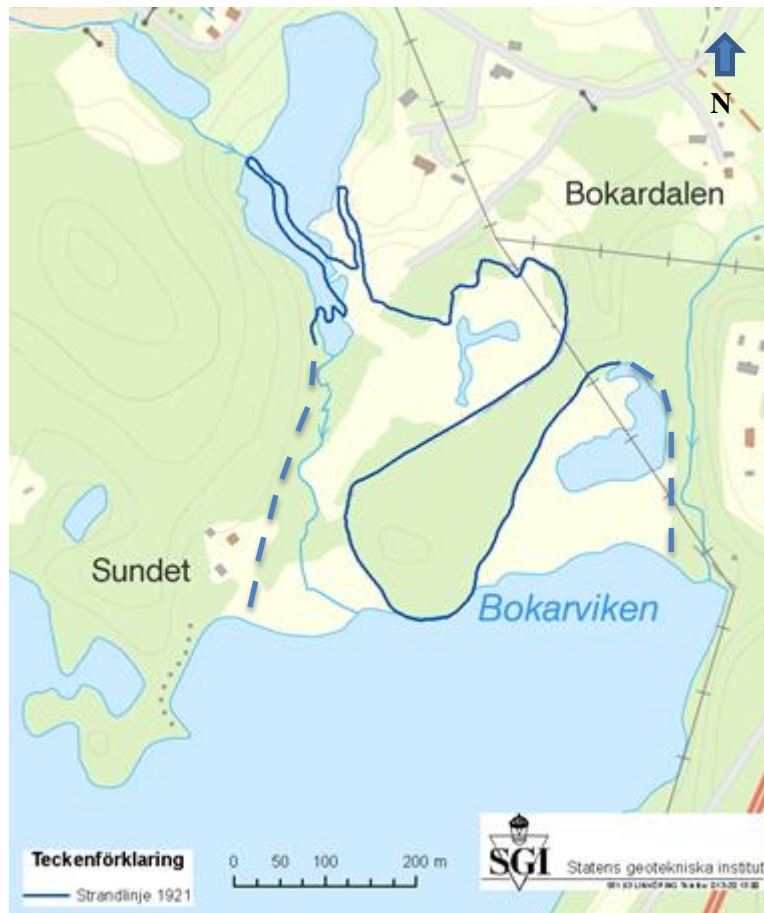 N
Bokardalen
Sundet
Bokarviken
Teckenförklaring
Strandlinje 1921
0 50 100 200 m
SGI
Statens geotekniska institut